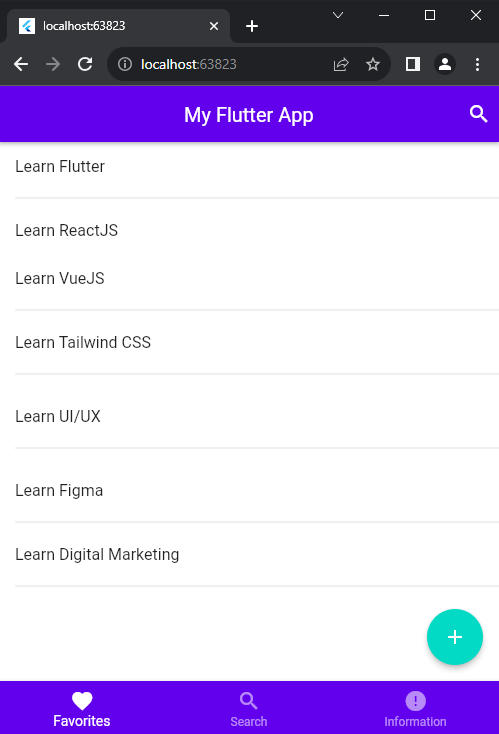 localhost:63823
localhost:63823
My Flutter App
Learn Flutter
Learn ReactJS
Learn VueJS
Learn Tailwind CSS
Learn UI/UX
Learn Figma
Learn Digital Marketing
Favorites
Search
Information